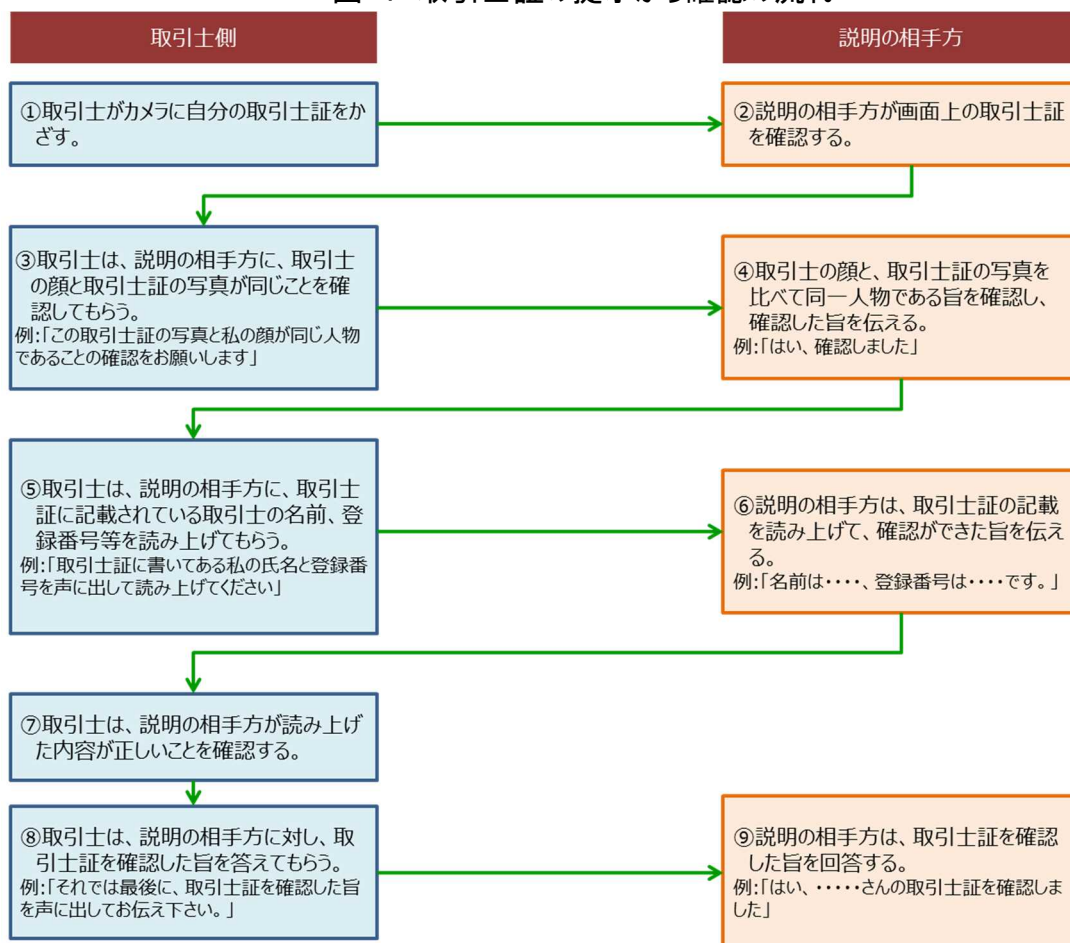 取引士側
説明の相手方
①取引士がカメラに自分の取引士証をか
ざす。
②説明の相手方が画面上の取引士証
を確認する。
③取引士は、説明の相手方に、取引士
の顔と取引士証の写真が同じことを確
認してもらう。
例:「この取引士証の写真と私の顔が同じ人物
であることの確認をお願いします」
④取引士の顔と、取引士証の写真を
比べて同一人物である旨を確認し、
確認した旨を伝える。
例:「はい、確認しました」
⑤取引士は、説明の相手方に、取引士
証に記載されている取引士の名前、登
録番号等を読み上げてもらう。
例:「取引士証に書いてある私の氏名と登録番
号を声に出して読み上げてください」
⑥説明の相手方は、取引士証の記載
を読み上げて、確認ができた旨を伝え
る。
例:「名前は・・・・、登録番号は・・・・です。」
⑦取引士は、説明の相手方が読み上げ
た内容が正しいことを確認する。
⑧取引士は、説明の相手方に対し、取
引士証を確認した旨を答えてもらう。
例:「それでは最後に、取引士証を確認した旨
を声に出してお伝え下さい。」
⑨説明の相手方は、取引士証を確認
した旨を回答する。
例:「はい、・・・・・さんの取引士証を確認しま
した」